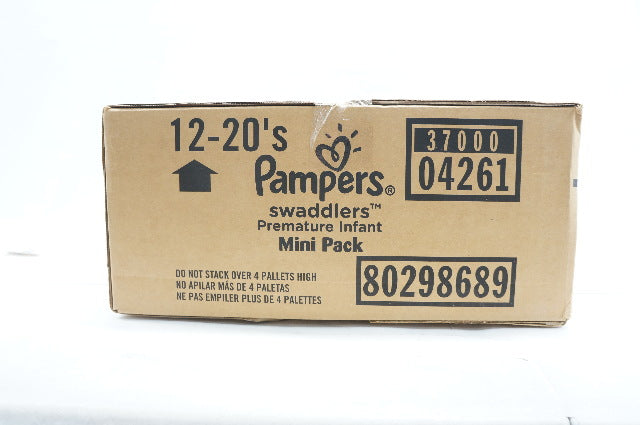 12-20's
Pampers®
swaddlers™
Premature Infant
Mini Pack
37000
04261
DO NOT STACK OVER 4 PALLETS HIGH
NO APILAR MÁS DE 4 PALETAS
NE PAS EMPILER PLUS DE 4 PALETTES
80298689